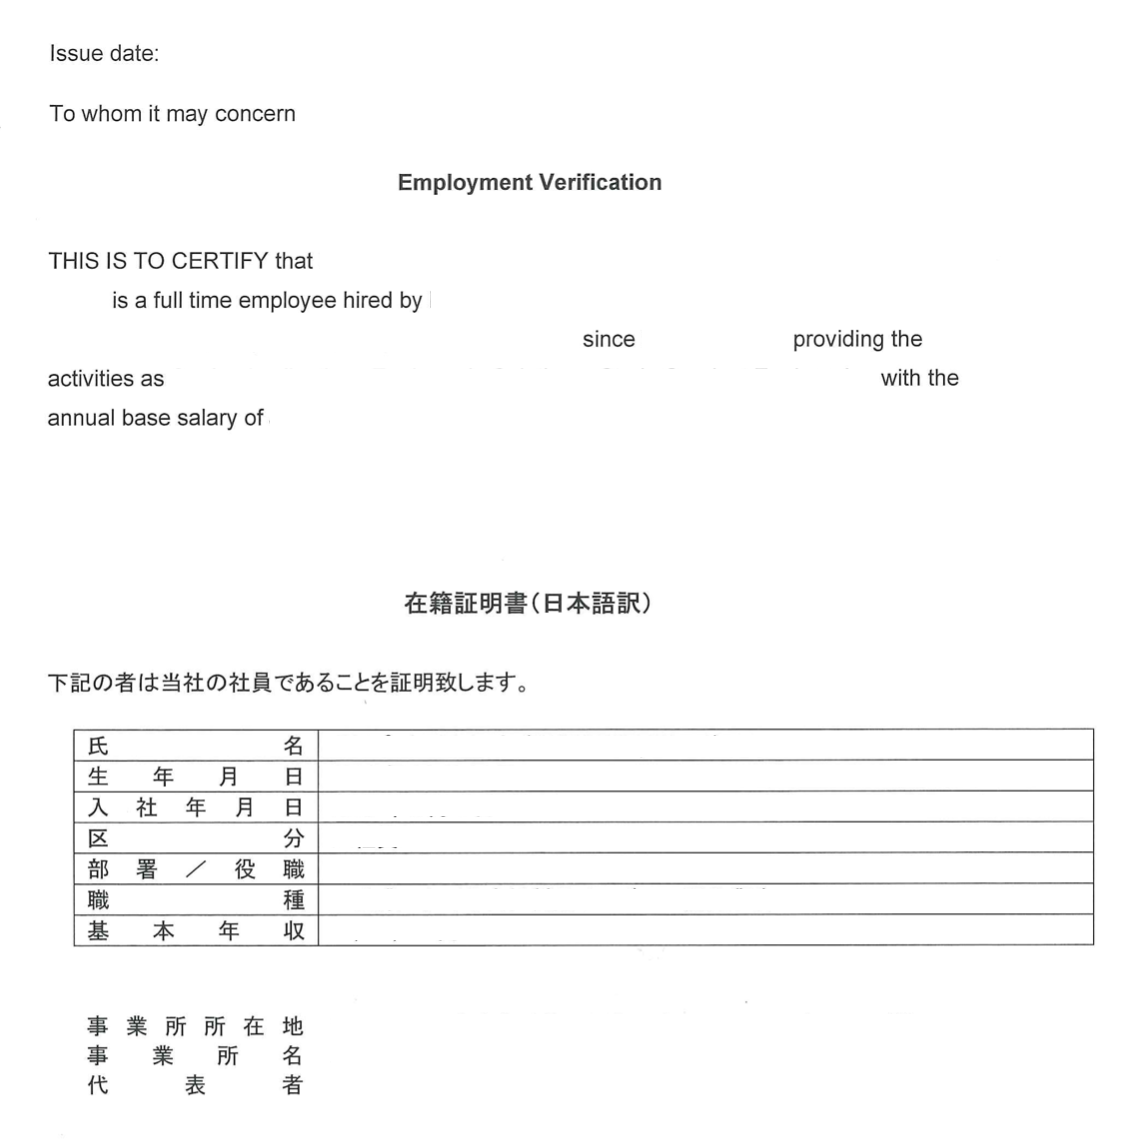 Issue date:
To whom it may concern
Employment Verification
THIS IS TO CERTIFY that
is a full time employee hired by
since providing the
activities as with the
annual base salary of
在籍証明書(日本語訳)
下記の者は当社の社員であることを証明致します。
氏名
生年月日
入社年月日
区分
部署／役職
職種
基本年収
事業所所在地
事業所名
代表者